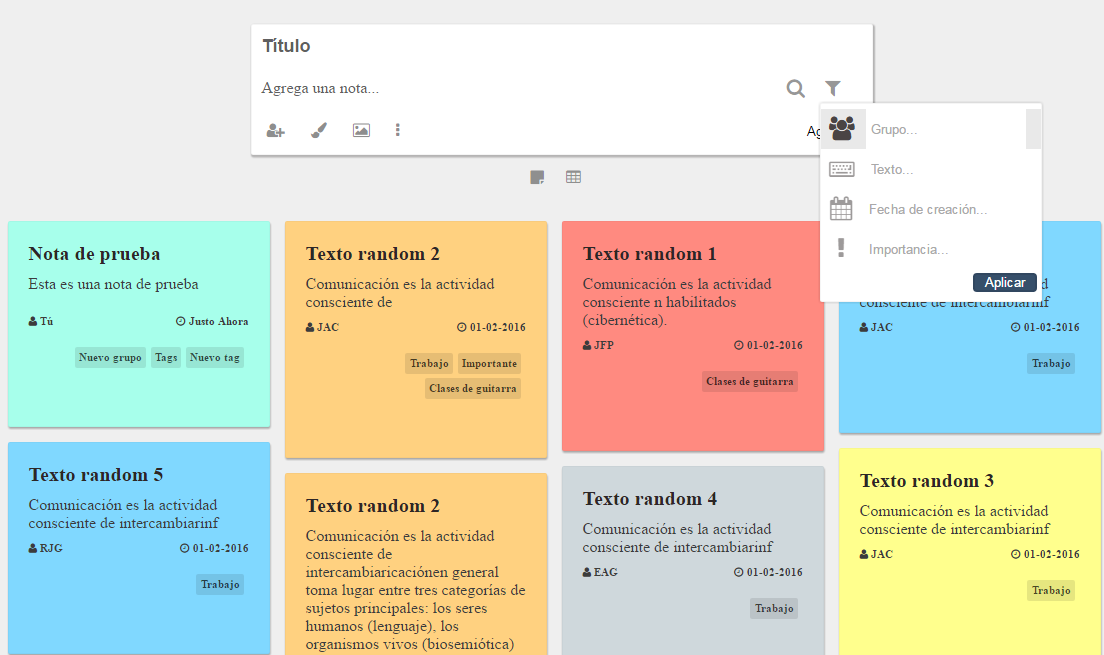 Título
Agrega una nota...
Ag
Grupo...
Texto...
Fecha de creación...
Importancia...
Aplicar
Nota de prueba
Esta es una nota de prueba
Tú
Justo Ahora
Nuevo grupo Tags Nuevo tag
Texto random 2
Comunicación es la actividad
consciente de
JAC
01-02-2016
Trabajo Importante
Clases de guitarra
Texto random 1
Comunicación es la actividad
consciente n habilitados
(cibernética).
JFP
01-02-2016
Clases de guitarra
consciente de intercambiarinf
JAC
01-02-2016
Trabajo
Texto random 5
Comunicación es la actividad
consciente de intercambiarinf
RJG
01-02-2016
Trabajo
Texto random 2
Comunicación es la actividad
consciente de
intercambiaricaciónen general
toma lugar entre tres categorías de
sujetos principales: los seres
humanos (lenguaje), los
organismos vivos (biosemiótica)
Texto random 4
Comunicación es la actividad
consciente de intercambiarinf
EAG
01-02-2016
Trabajo
Texto random 3
Comunicación es la actividad
consciente de intercambiarinf
JAC
01-02-2016
Trabajo